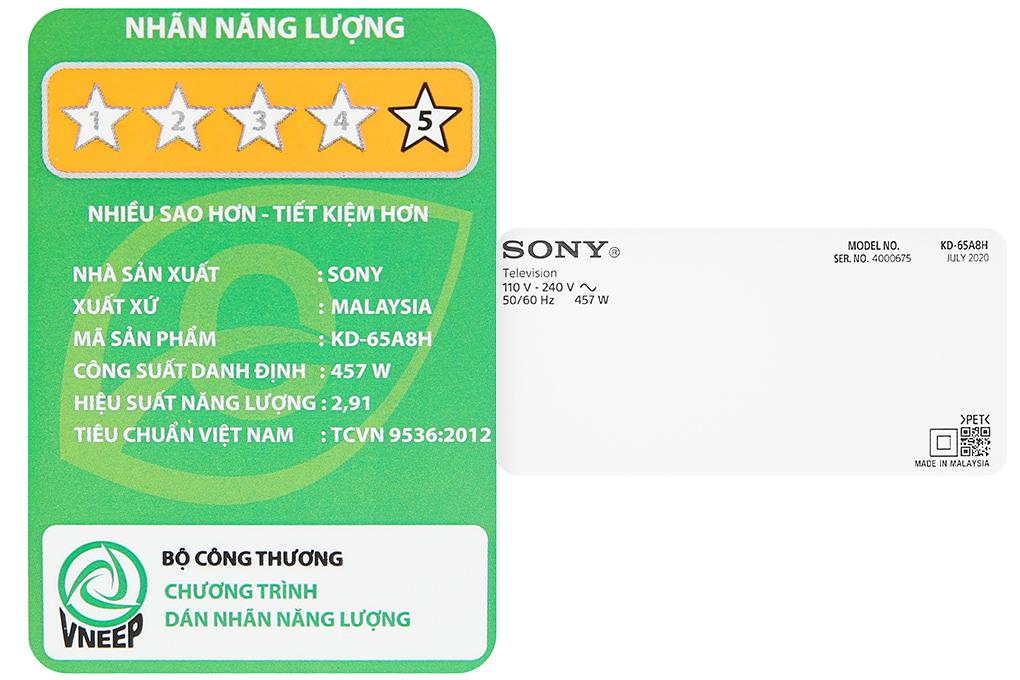 NHÃN NĂNG LƯỢNG
1 2 3 4 5
NHIỀU SAO HƠN - TIẾT KIỆM HƠN
NHÀ SẢN XUẤT : SONY
XUẤT XỨ : MALAYSIA
MÃ SẢN PHẨM : KD-65A8H
CÔNG SUẤT DANH ĐỊNH : 457 W
HIỆU SUẤT NĂNG LƯỢNG : 2,91
TIÊU CHUẨN VIỆT NAM : TCVN 9536:2012
VNEEP
BỘ CÔNG THƯƠNG
CHƯƠNG TRÌNH
DÁN NHÃN NĂNG LƯỢNG
SONY®
Television
110 V - 240 V ~
50/60 Hz 457 W
MODEL NO. KD-65A8H
SER. NO. 4000675 JULY 2020
>PET<
MADE IN MALAYSIA